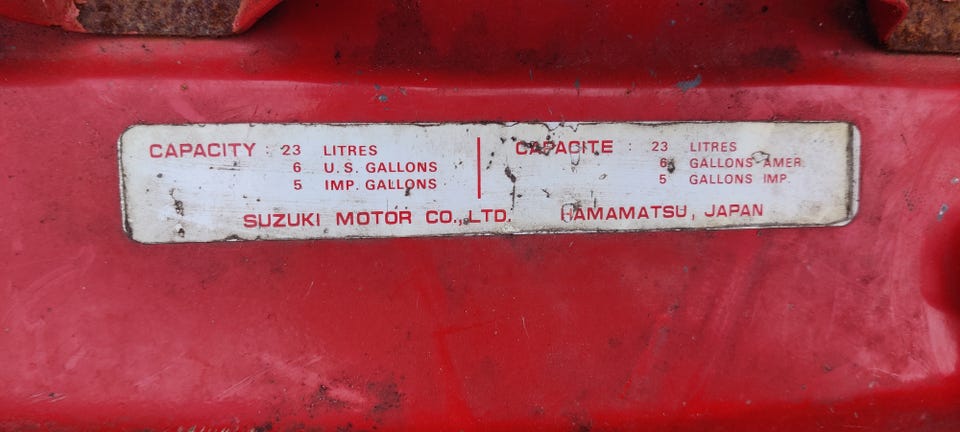 CAPACITY : 23 LITRES
6 U.S. GALLONS
5 IMP. GALLONS
CAPACITE : 23 LITRES
6 GALLONS AMER.
5 GALLONS IMP.
SUZUKI MOTOR CO., LTD. HAMAMATSU, JAPAN